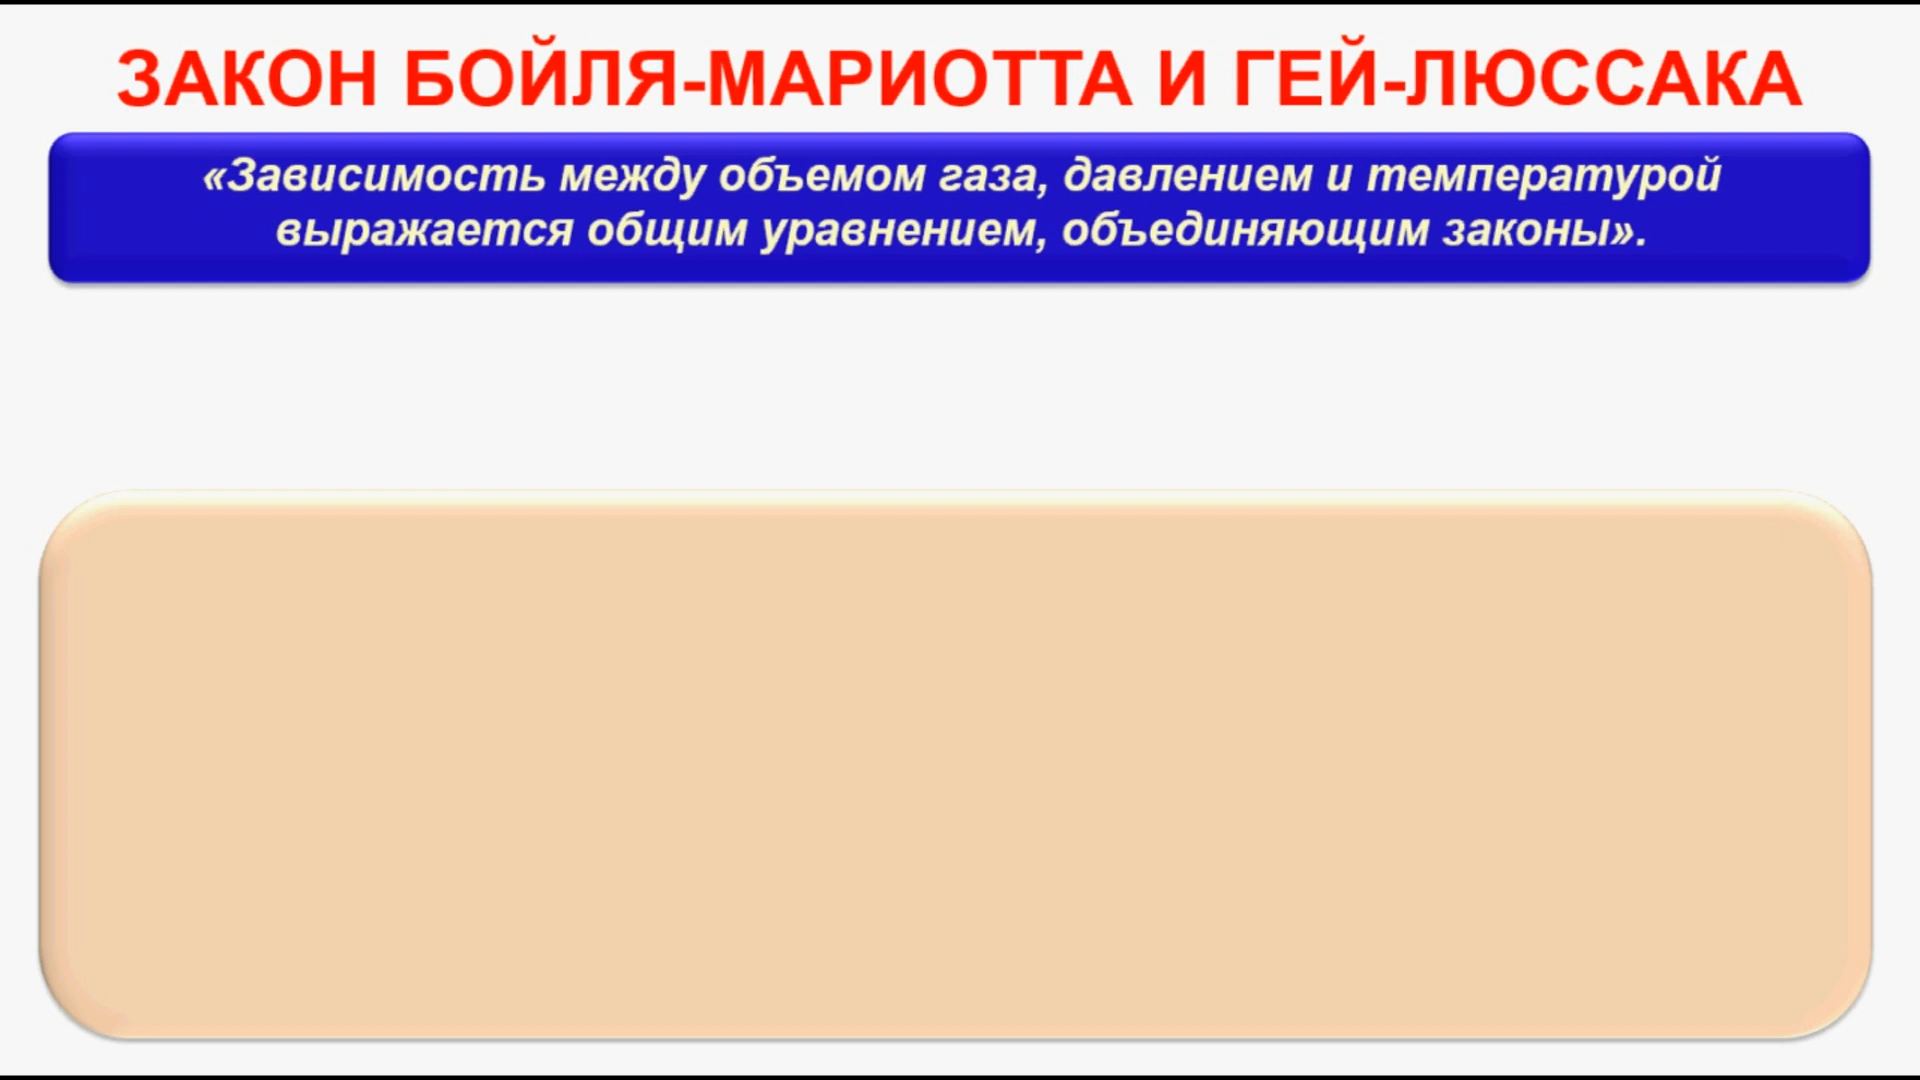 ЗАКОН БОЙЛЯ-МАРИОТТА И ГЕЙ-ЛЮССАКА
«Зависимость между объемом газа, давлением и температурой
выражается общим уравнением, объединяющим законы».